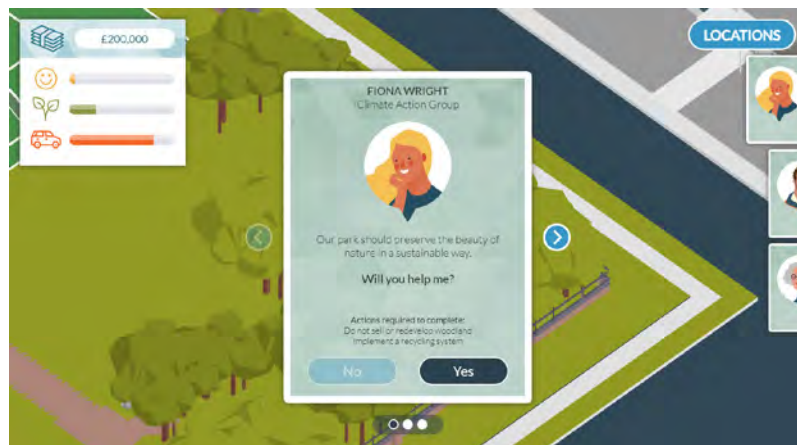 £200,000
LOCATIONS
FIONA WRIGHT
Climate Action Group
Our park should preserve the beauty of
nature in a sustainable way.
Will you help me?
Actions required to complete:
Do not sell or redevelop woodland
Implement a recycling system
No
Yes